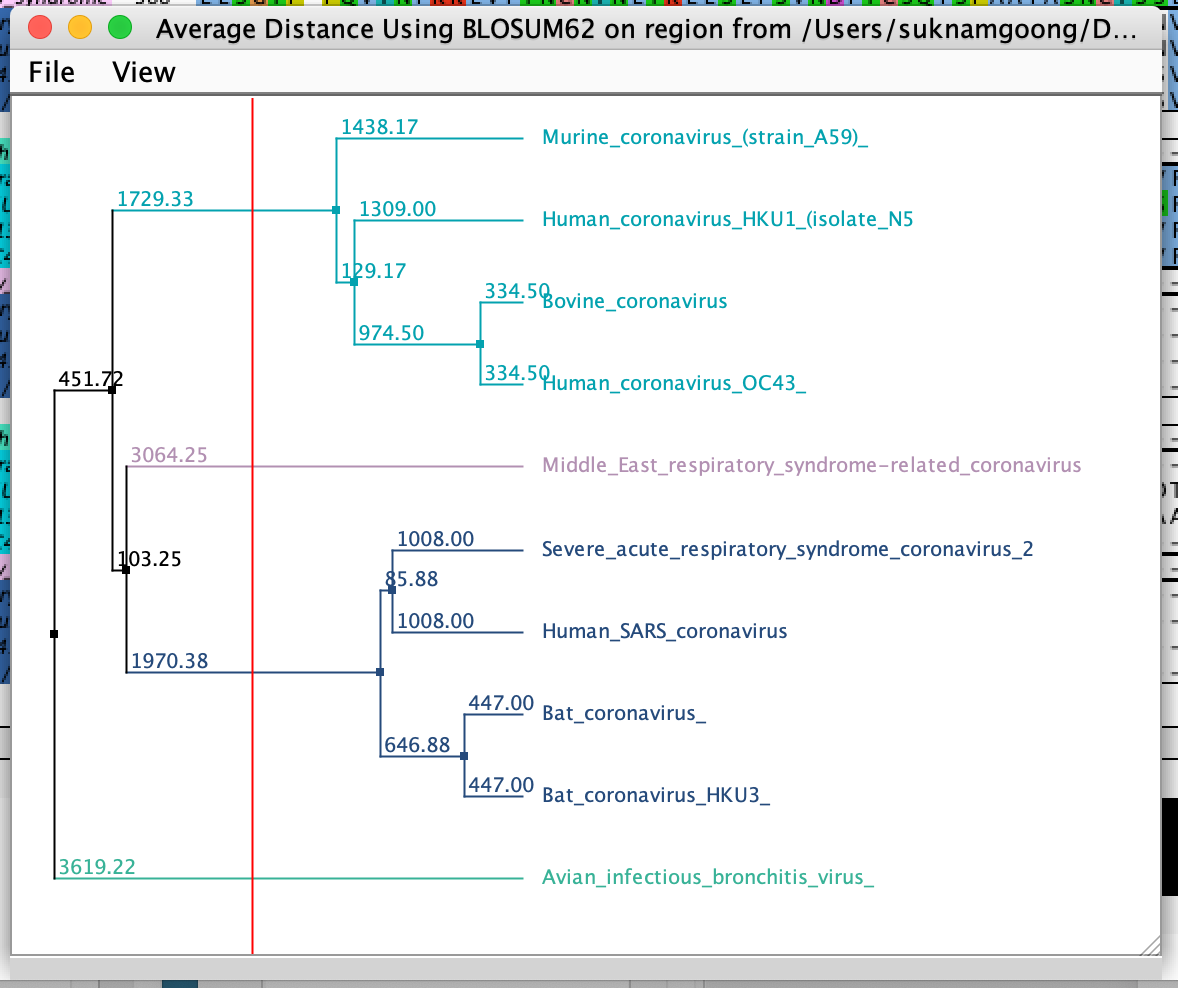 Average Distance Using BLOSUM62 on region from /Users/suknamgoong/D...
File View
1438.17
Murine_coronavirus_(strain_A59)_
1729.33
1309.00
Human_coronavirus_HKU1_(isolate_N5
129.17
334.50
Bovine_coronavirus
974.50
334.50
Human_coronavirus_OC43_
451.72
3064.25
Middle_East_respiratory_syndrome-related_coronavirus
103.25
1008.00
Severe_acute_respiratory_syndrome_coronavirus_2
85.88
1008.00
Human_SARS_coronavirus
1970.38
447.00
Bat_coronavirus_
646.88
447.00
Bat_coronavirus_HKU3_
3619.22
Avian_infectious_bronchitis_virus_